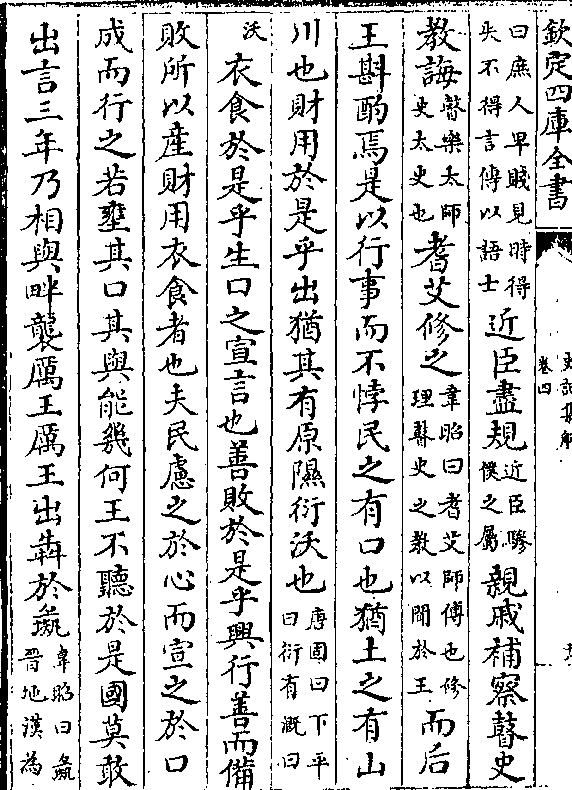 欽定四庫全書
史記集解
卷四
曰庶人卑賤見時得
失不得言傳以語士
近臣盡規
近臣驂
僕之屬
親戚補察瞽史
教誨
瞽樂太師
史太史也
耆艾修之
韋昭曰耆艾師傅也修
理瞽史之教以聞於王
而后
王斟酌焉是以行事而不悖民之有口也猶土之有山
川也財用於是乎出猶其有原隰衍沃也
唐固曰下平
曰衍有溉曰
沃
衣食於是乎生口之宣言也善敗於是乎興行善而備
敗所以産財用衣食者也夫民慮之於心而宣之於口
成而行之若壅其口其與能幾何王不聽於是國莫敢
出言三年乃相與畔襲厲王厲王出犇於彘
韋昭曰彘
晉地漢為